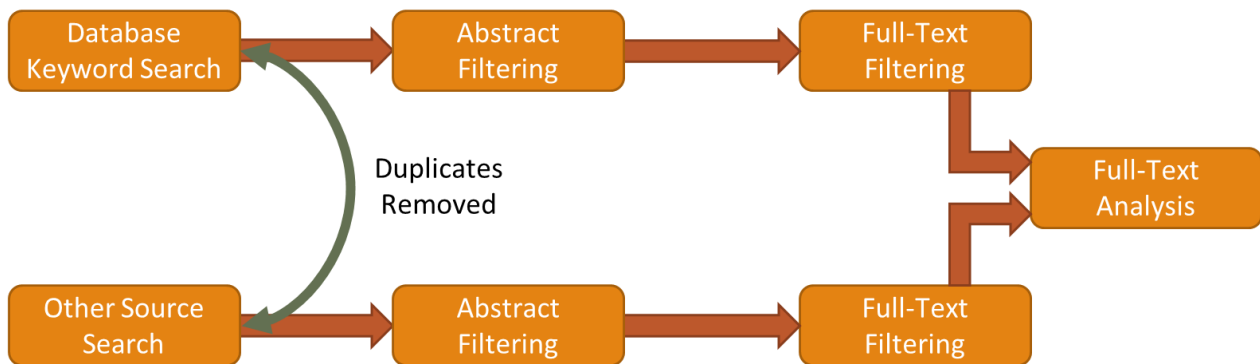 Database
Keyword Search
Abstract
Filtering
Full-Text
Filtering
Duplicates
Removed
Full-Text
Analysis
Other Source
Search
Abstract
Filtering
Full-Text
Filtering